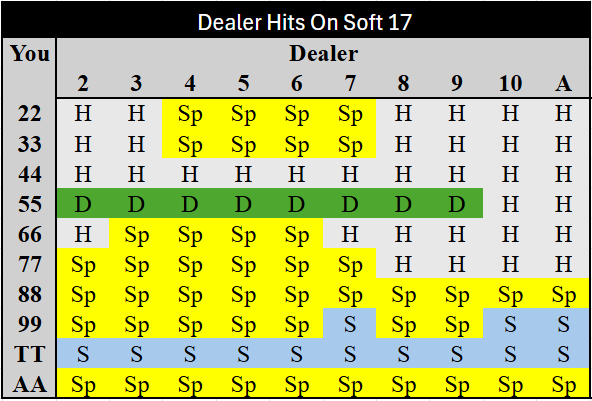 Dealer Hits On Soft 17
You Dealer
2 3 4 5 6 7 8 9 10 A
22 H H Sp Sp Sp Sp H H H H
33 H H Sp Sp Sp Sp H H H H
44 H H H H H H H H H H
55 D D D D D D D D H H
66 H Sp Sp Sp Sp H H H H H
77 Sp Sp Sp Sp Sp Sp H H H H
88 Sp Sp Sp Sp Sp Sp Sp Sp Sp Sp
99 Sp Sp Sp Sp Sp S Sp Sp S S
TT S S S S S S S S S S
AA Sp Sp Sp Sp Sp Sp Sp Sp Sp Sp